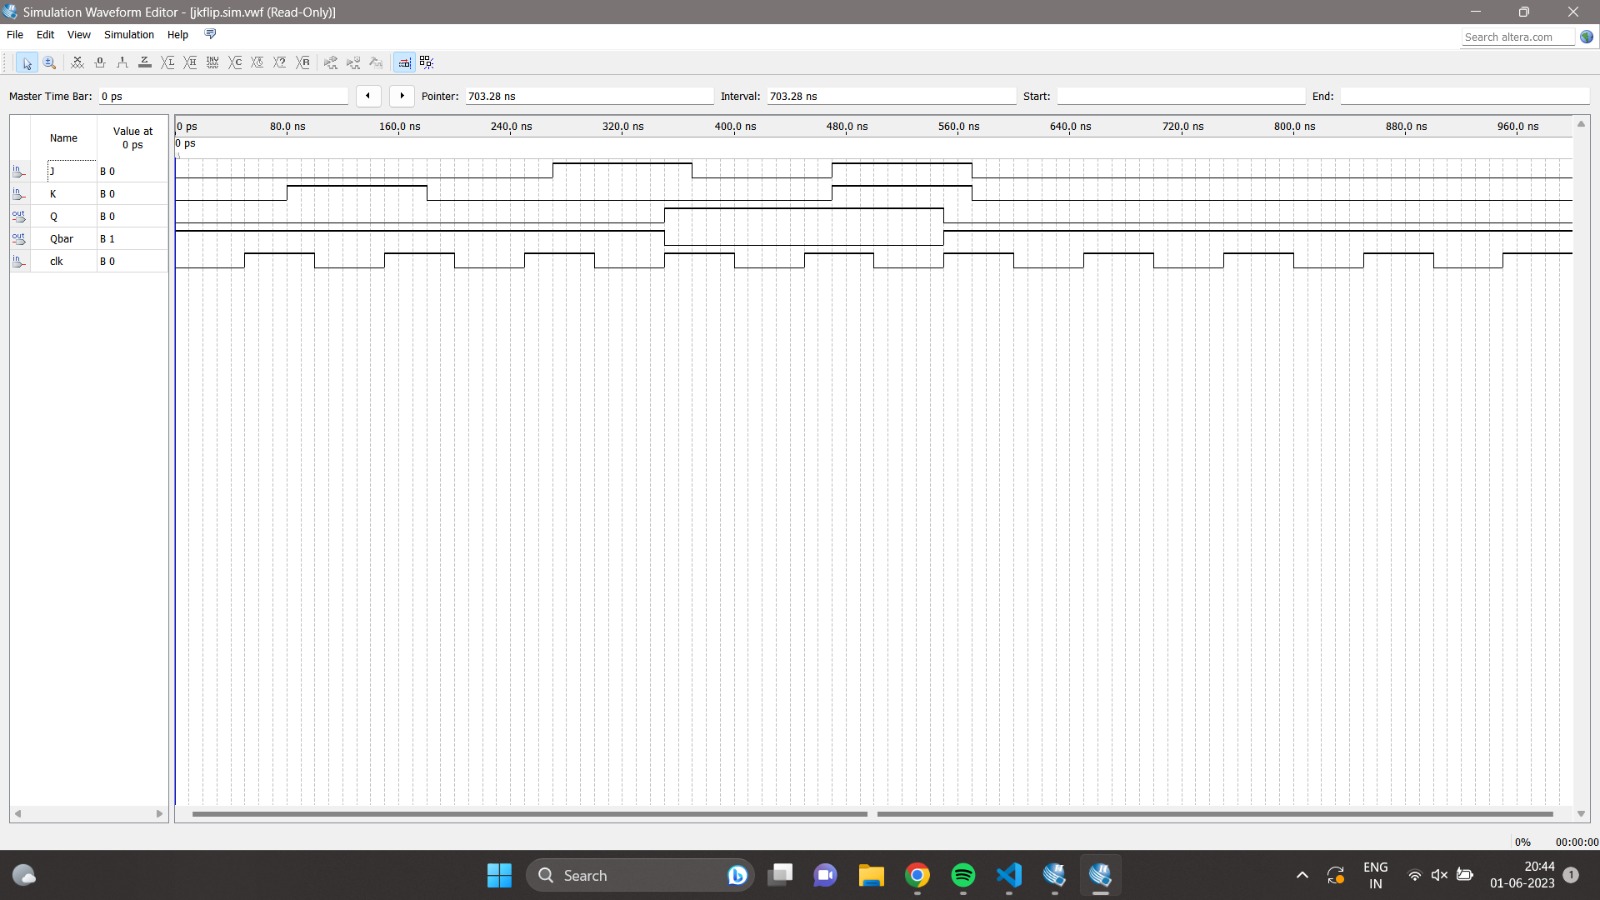 Simulation Waveform Editor - [jkflip.sim.vwf (Read-Only)]
File Edit View Simulation Help
Search altera.com
Master Time Bar: 0 ps Pointer: 703.28 ns Interval: 703.28 ns Start: End:
Name Value at 0 ps
0 ps 80.0 ns 160.0 ns 240.0 ns 320.0 ns 400.0 ns 480.0 ns 560.0 ns 640.0 ns 720.0 ns 800.0 ns 880.0 ns 960.0 ns
0 ps
in J B 0
in K B 0
out Q B 0
out Qbar B 1
in clk B 0
0% 00:00:00
Search
ENG
IN
20:44
01-06-2023
1